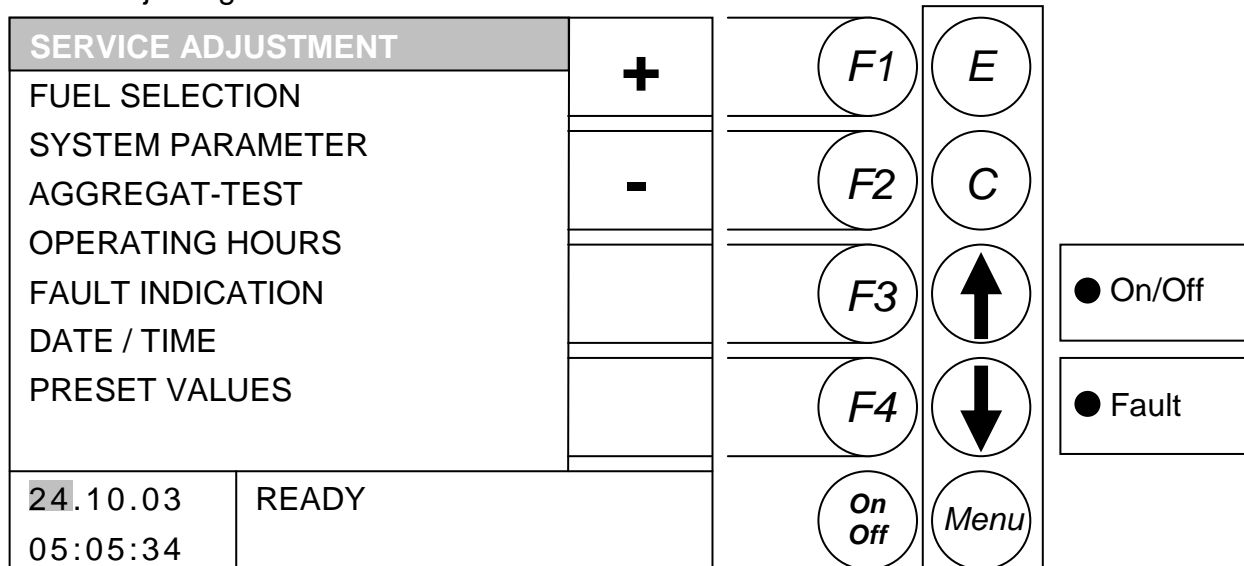 SERVICE ADJUSTMENT
FUEL SELECTION
SYSTEM PARAMETER
AGGREGAT-TEST
OPERATING HOURS
FAULT INDICATION
DATE / TIME
PRESET VALUES
+
-
24.10.03
05:05:34
READY
F1
E
F2
C
F3
F4
On
Off
Menu
On/Off
Fault